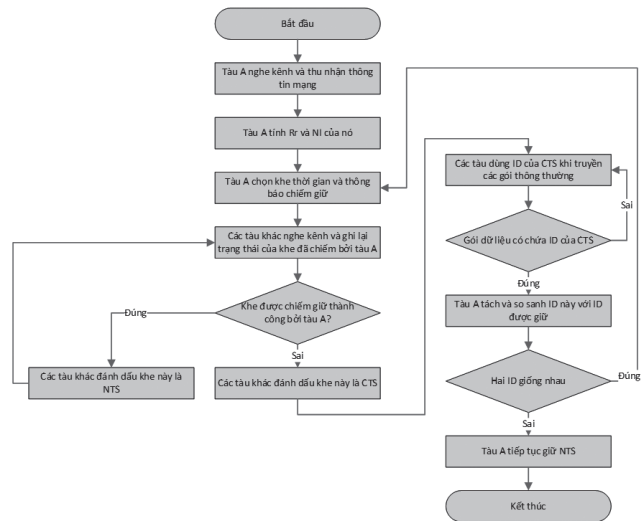 Bắt đầu
Tàu A nghe kênh và thu nhận thông
tin mạng
Tàu A tính Rr và NI của nó
Tàu A chọn khe thời gian và thông
báo chiếm giữ
Các tàu khác nghe kênh và ghi lại
trạng thái của khe đã chiếm bởi tàu A
Khe được chiếm giữ thành
công bởi tàu A?
Đúng
Sai
Các tàu khác đánh dấu khe này là
NTS
Các tàu khác đánh dấu khe này là CTS
Các tàu dùng ID của CTS khi truyền
các gói thông thường
Sai
Gói dữ liệu có chứa ID của CTS
Đúng
Tàu A tách và so sanh ID này với ID
được giữ
Hai ID giống nhau
Đúng
Sai
Tàu A tiếp tục giữ NTS
Kết thúc